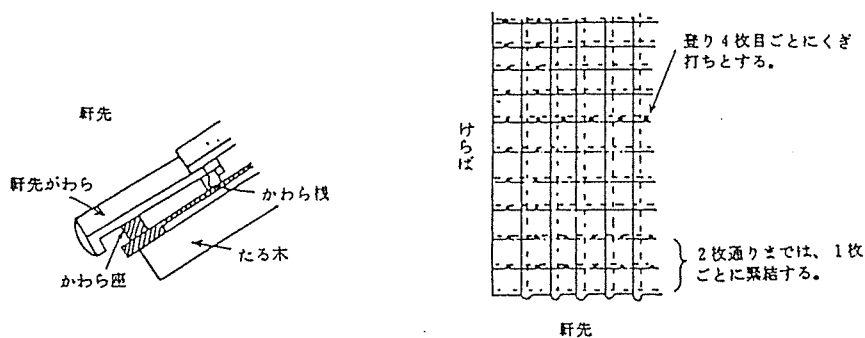 軒先
軒先がわら
かわら桟
たる木
かわら座
けらば
登り4枚目ごとにくぎ
打ちとする。
2枚通りまでは、1枚
ごとに緊結する。
軒先